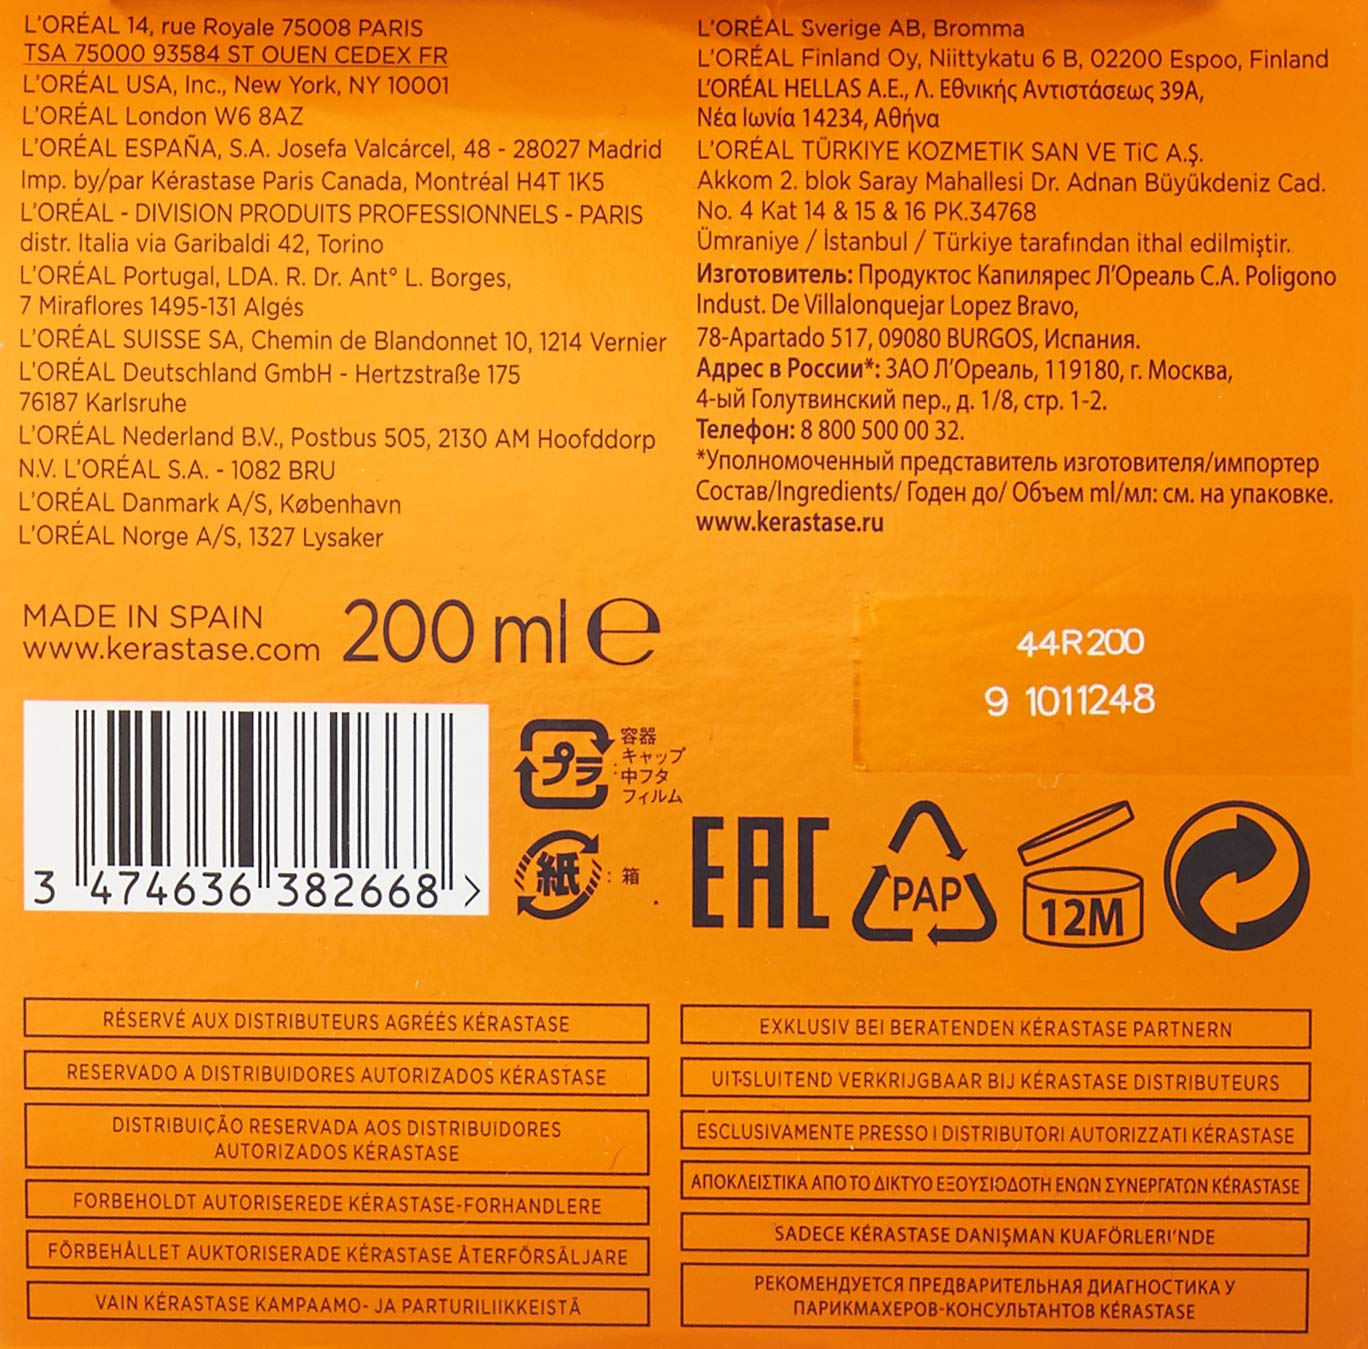 L'ORÉAL 14, rue Royale 75008 PARIS
TSA 75000 93584 ST OUEN CEDEX FR
L'ORÉAL USA, Inc., New York, NY 10001
L'ORÉAL London W6 8AZ
L'ORÉAL ESPAÑA, S.A. Josefa Valcárcel, 48 - 28027 Madrid
Imp. by/par Kérastase Paris Canada, Montréal H4T 1K5
L'ORÉAL - DIVISION PRODUITS PROFESSIONNELS - PARIS
distr. Italia via Garibaldi 42, Torino
L'ORÉAL Portugal, LDA. R. Dr. Ant° L. Borges,
7 Miraflores 1495-131 Algés
L'ORÉAL SUISSE SA, Chemin de Blandonnet 10, 1214 Vernier
L'ORÉAL Deutschland GmbH - Hertzstraße 175
76187 Karlsruhe
L'ORÉAL Nederland B.V., Postbus 505, 2130 AM Hoofddorp
N.V. L'ORÉAL S.A. - 1082 BRU
L'ORÉAL Danmark A/S, København
L'ORÉAL Norge A/S, 1327 Lysaker
L'ORÉAL Sverige AB, Bromma
L'ORÉAL Finland Oy, Niittykatu 6 B, 02200 Espoo, Finland
L'ORÉAL HELLAS A.E., Λ. Εθνικής Αντιστάσεως 39Α,
Νέα Ιωνία 14234, Αθήνα
L'ORÉAL TÜRKIYE KOZMETIK SAN VE TiC A.Ş.
Akkom 2. blok Saray Mahallesi Dr. Adnan Büyükdeniz Cad.
No. 4 Kat 14 & 15 & 16 PK.34768
Ümraniye / İstanbul / Türkiye tarafından ithal edilmiştir.
Изготовитель: Продуктос Капилярес Л'Ореаль С.А. Poligono
Indust. De Villalonquejar Lopez Bravo,
78-Apartado 517, 09080 BURGOS, Испания.
Адрес в России*: ЗАО Л'Ореаль, 119180, г. Москва,
4-ый Голутвинский пер., д. 1/8, стр. 1-2.
Телефон: 8 800 500 00 32.
*Уполномоченный представитель изготовителя/импортер
Состав/Ingredients/ Годен до/ Объем ml/мл: см. на упаковке.
www.kerastase.ru
MADE IN SPAIN
www.kerastase.com
200 ml e
44R200
9 1011248
3 474636 382668 >
プラ
容器
キャップ
中フタ
フィルム
紙 : 箱
EAC
PAP
12M
RÉSERVÉ AUX DISTRIBUTEURS AGRÉÉS KÉRASTASE
RESERVADO A DISTRIBUIDORES AUTORIZADOS KÉRASTASE
DISTRIBUIÇÃO RESERVADA AOS DISTRIBUIDORES
AUTORIZADOS KÉRASTASE
FORBEHOLDT AUTORISEREDE KÉRASTASE-FORHANDLERE
FÖRBEHÅLLET AUKTORISERADE KÉRASTASE ÅTERFÖRSÄLJARE
VAIN KÉRASTASE KAMPAAMO- JA PARTURILIIKKEISTÄ
EXKLUSIV BEI BERATENDEN KÉRASTASE PARTNERN
UIT-SLUITEND VERKRIJGBAAR BIJ KÉRASTASE DISTRIBUTEURS
ESCLUSIVAMENTE PRESSO I DISTRIBUTORI AUTORIZZATI KÉRASTASE
ΑΠΟΚΛΕΙΣΤΙΚΑ ΑΠΟ ΤΟ ΔΙΚΤΥΟ ΕΞΟΥΣΙΟΔΟΤΗ ΕΝΩΝ ΣΥΝΕΡΓΑΤΩΝ KÉRASTASE
SADECE KÉRASTASE DANIŞMAN KUAFÖRLERI'NDE
РЕКОМЕНДУЕТСЯ ПРЕДВАРИТЕЛЬНАЯ ДИАГНОСТИКА У
ПАРИКМАХЕРОВ-КОНСУЛЬТАНТОВ KÉRASTASE